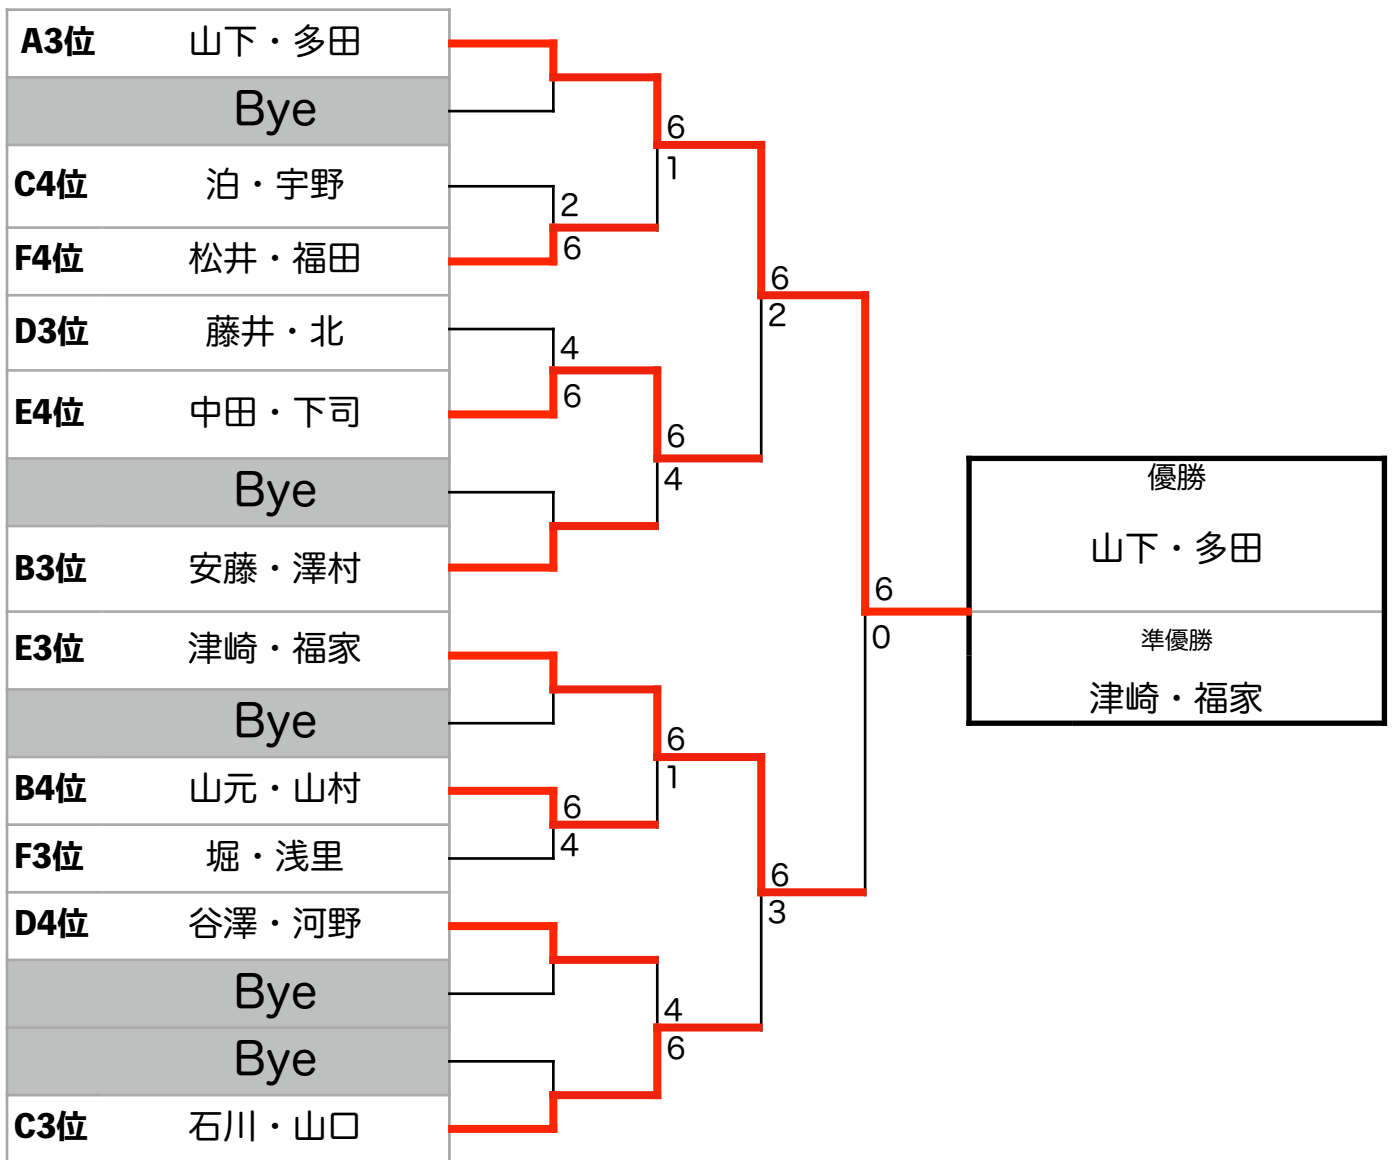 A3位 山下・多田
Bye
6
1
C4位 泊・宇野
2
6
F4位 松井・福田
6
2
D3位 藤井・北
4
6
E4位 中田・下司
6
4
Bye
優勝
山下・多田
B3位 安藤・澤村
6
0
E3位 津崎・福家
準優勝
津崎・福家
Bye
6
1
B4位 山元・山村
6
4
F3位 堀・浅里
6
3
D4位 谷澤・河野
Bye
4
6
Bye
C3位 石川・山口